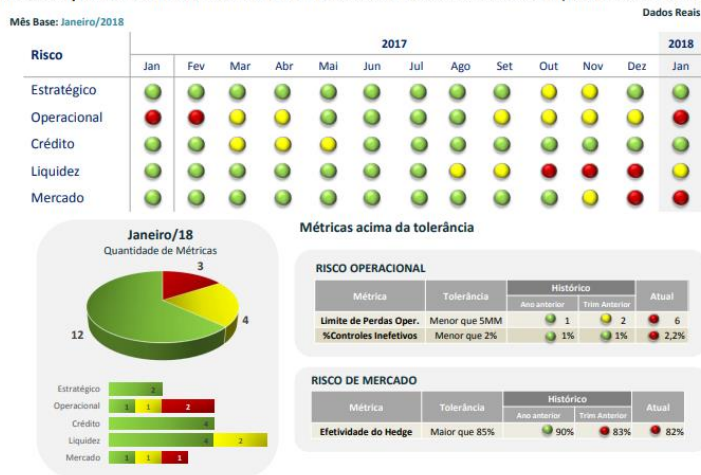 Dados Reais
Mês Base: Janeiro/2018
Risco 2017 2018
Jan Fev Mar Abr Mai Jun Jul Ago Set Out Nov Dez Jan
Estratégico
Operacional
Crédito
Liquidez
Mercado
Janeiro/18
Quantidade de Métricas
3
4
12
Estratégico 2
Operacional 1 1 2
Crédito 4
Liquidez 4 2
Mercado 1 1 1
Métricas acima da tolerância
RISCO OPERACIONAL
Métrica Tolerância Histórico Atual
Ano anterior Trim Anterior
Limite de Perdas Oper. Menor que 5MM 1 2 6
%Controles Inefetivos Menor que 2% 1% 1% 2,2%
RISCO DE MERCADO
Métrica Tolerância Histórico Atual
Ano anterior Trim Anterior
Efetividade do Hedge Maior que 85% 90% 83% 82%